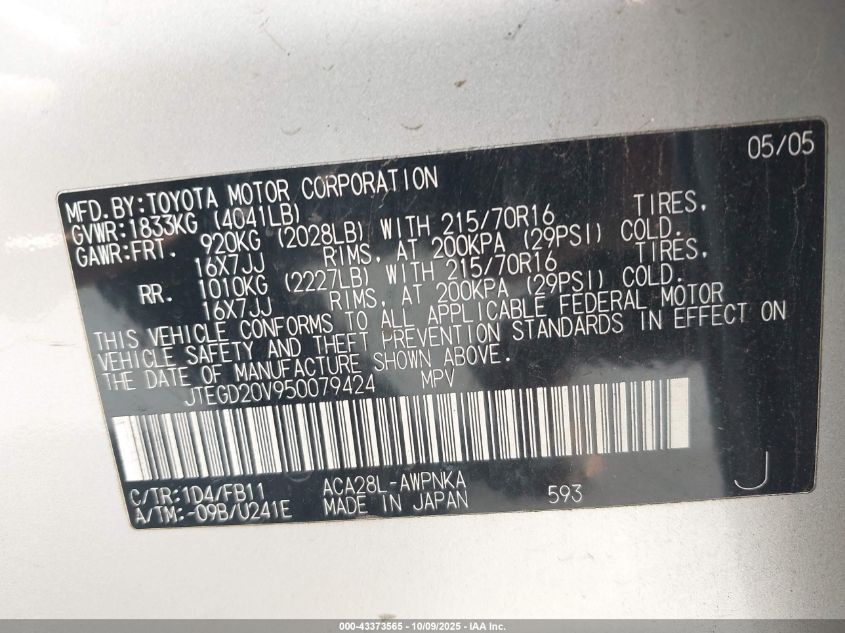 05/05
MFD.BY:TOYOTA MOTOR CORPORATION
GVWR:1833KG (4041LB)
GAWR:FRT. 920KG (2028LB) WITH 215/70R16 TIRES,
16X7JJ RIMS, AT 200KPA (29PSI) COLD.
RR. 1010KG (2227LB) WITH 215/70R16 TIRES,
16X7JJ RIMS, AT 200KPA (29PSI) COLD.
THIS VEHICLE CONFORMS TO ALL APPLICABLE FEDERAL MOTOR
VEHICLE SAFETY AND THEFT PREVENTION STANDARDS IN EFFECT ON
THE DATE OF MANUFACTURE SHOWN ABOVE.
JTEGD20V950079424 MPV
C/TR:1D4/FB11 ACA28L-AWPNKA
A/TM:-09B/U241E MADE IN JAPAN 593 J
000-43373565 - 10/09/2025 - IAA Inc.